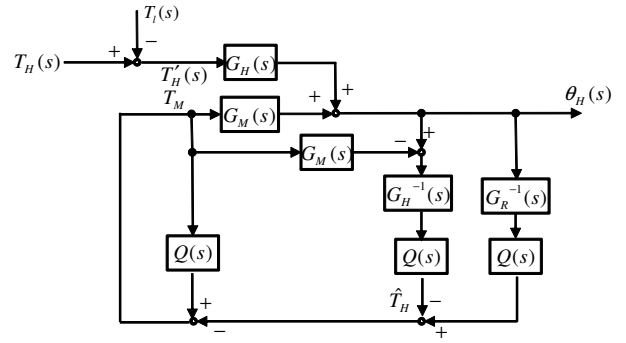 T_l(s)
T_H(s) + −
T'_H(s)
G_H(s)
+
T_M
G_M(s)
+
θ_H(s)
G_M(s)
− +
G_H^{-1}(s)
G_R^{-1}(s)
Q(s)
Q(s)
Q(s)
T̂_H
+
−
−
+